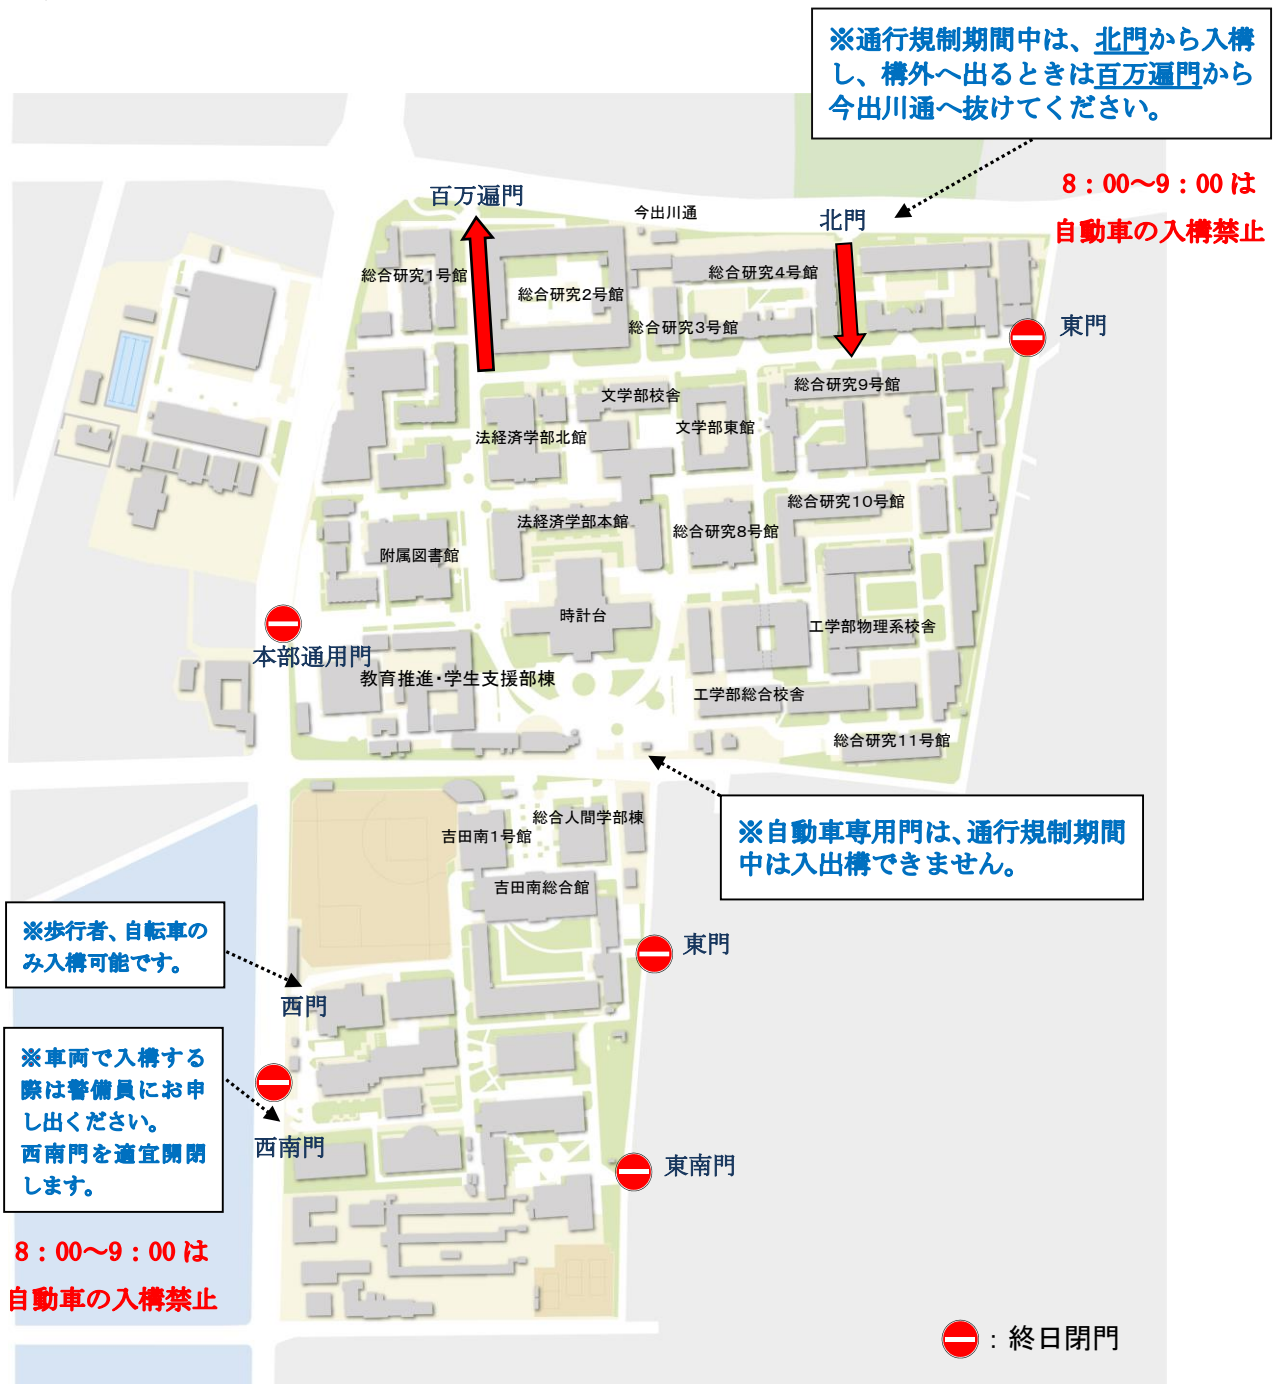 ※通行規制期間中は、北門から入構
し、構外へ出るときは百万遍門から
今出川通へ抜けてください。
8：00～9：00 は
自動車の入構禁止
百万遍門
今出川通
北門
総合研究1号館
総合研究2号館
総合研究4号館
総合研究3号館
東門
文学部校舎
総合研究9号館
法経済学部北館
文学部東館
総合研究10号館
法経済学部本館
総合研究8号館
附属図書館
時計台
工学部物理系校舎
本部通用門
教育推進・学生支援部棟
工学部総合校舎
総合研究11号館
※自動車専用門は、通行規制期間
中は入出構できません。
総合人間学部棟
吉田南1号館
吉田南総合館
※歩行者、自転車の
み入構可能です。
東門
西門
※車両で入構する
際は警備員にお申
し出ください。
西南門を適宜開閉
します。
西南門
東南門
8：00～9：00 は
自動車の入構禁止
：終日閉門